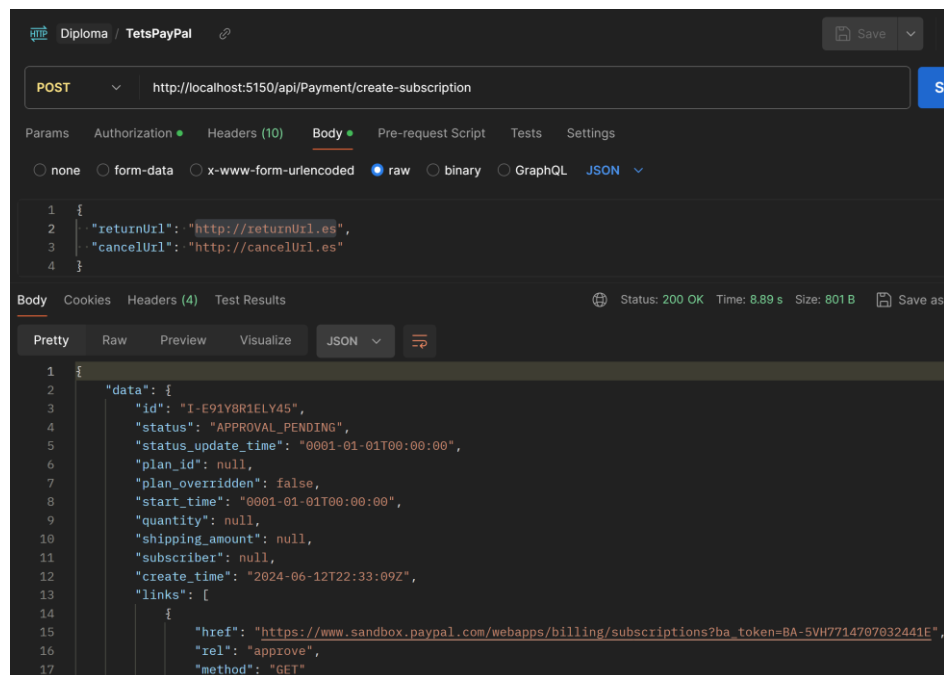 HTTP Diploma / TetsPayPal Save
POST http://localhost:5150/api/Payment/create-subscription S
Params Authorization Headers (10) Body Pre-request Script Tests Settings
none form-data x-www-form-urlencoded raw binary GraphQL JSON
1 {
2 "returnUrl": "http://returnUrl.es",
3 "cancelUrl": "http://cancelUrl.es"
4 }
Body Cookies Headers (4) Test Results Status: 200 OK Time: 8.89 s Size: 801 B Save as
Pretty Raw Preview Visualize JSON
1 {
2 "data": {
3 "id": "I-E91Y8R1ELY45",
4 "status": "APPROVAL_PENDING",
5 "status_update_time": "0001-01-01T00:00:00",
6 "plan_id": null,
7 "plan_overridden": false,
8 "start_time": "0001-01-01T00:00:00",
9 "quantity": null,
10 "shipping_amount": null,
11 "subscriber": null,
12 "create_time": "2024-06-12T22:33:09Z",
13 "links": [
14 {
15 "href": "https://www.sandbox.paypal.com/webapps/billing/subscriptions?ba_token=BA-5VH7714707032441E",
16 "rel": "approve",
17 "method": "GET"